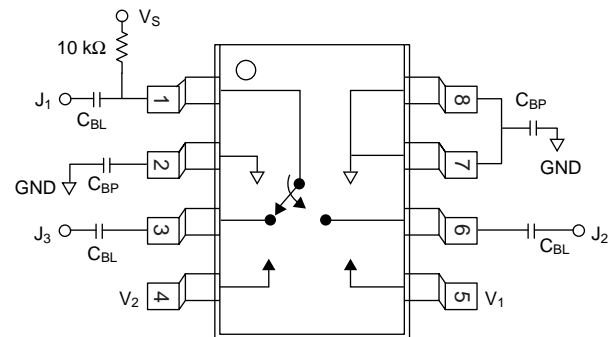 V_S
10 kΩ
J_1
C_BL
1
8
C_BP
GND
2
7
GND
C_BP
J_3
C_BL
3
6
C_BL
J_2
V_2
4
5
V_1